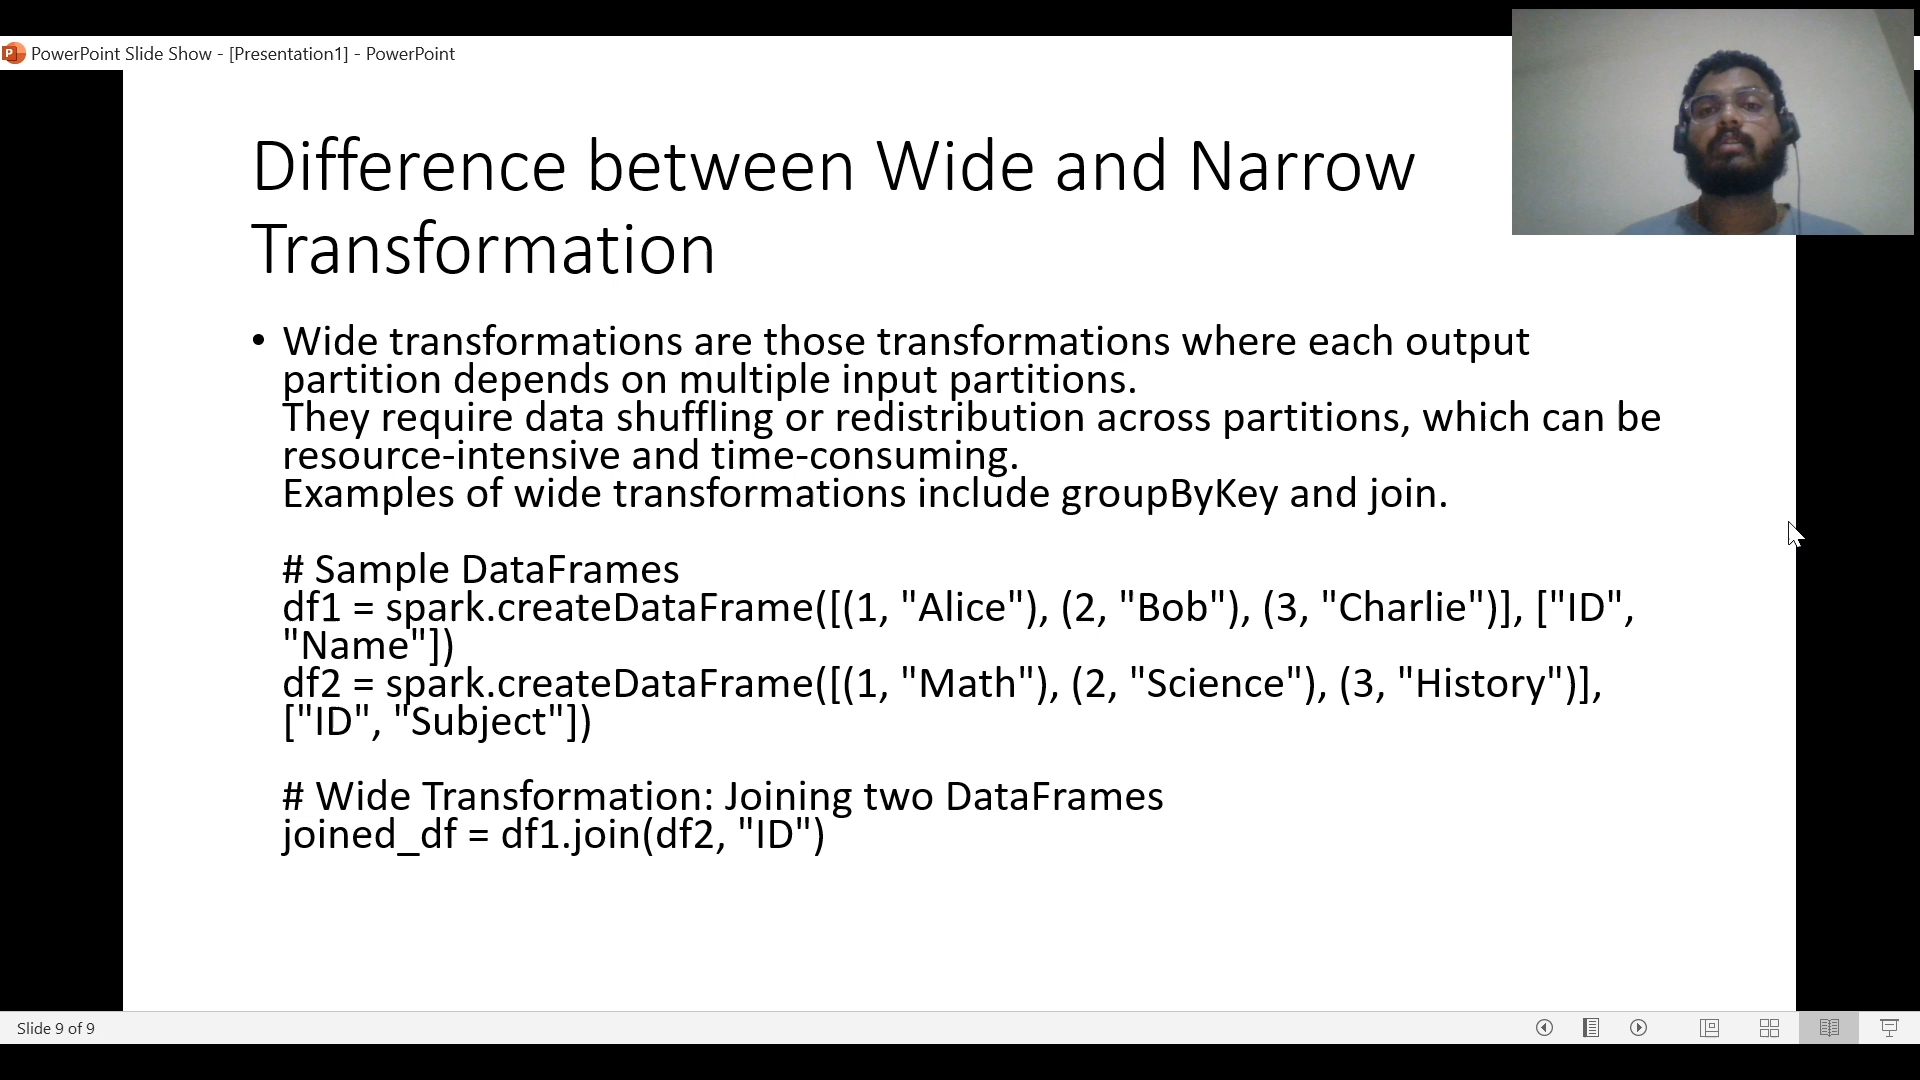 PowerPoint Slide Show - [Presentation1] - PowerPoint
Difference between Wide and Narrow
Transformation
• Wide transformations are those transformations where each output
partition depends on multiple input partitions.
They require data shuffling or redistribution across partitions, which can be
resource-intensive and time-consuming.
Examples of wide transformations include groupByKey and join.
# Sample DataFrames
df1 = spark.createDataFrame([(1, "Alice"), (2, "Bob"), (3, "Charlie")], ["ID",
"Name"])
df2 = spark.createDataFrame([(1, "Math"), (2, "Science"), (3, "History")],
["ID", "Subject"])
# Wide Transformation: Joining two DataFrames
joined_df = df1.join(df2, "ID")
Slide 9 of 9